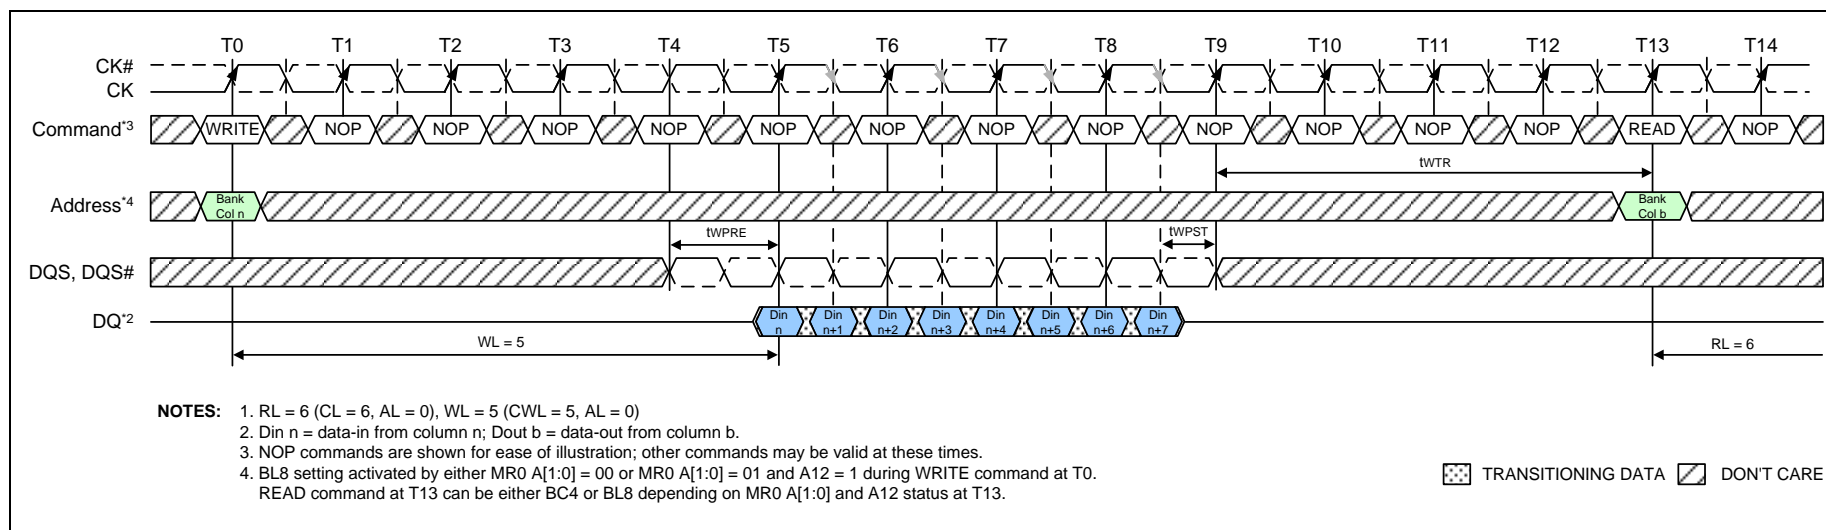 T0 T1 T2 T3 T4 T5 T6 T7 T8 T9 T10 T11 T12 T13 T14
CK#
CK
Command*3 WRITE NOP NOP NOP NOP NOP NOP NOP NOP NOP NOP NOP NOP READ NOP
tWTR
Address*4 Bank Col n Bank Col b
tWPRE tWPST
DQS, DQS#
DQ*2 Din n Din n+1 Din n+2 Din n+3 Din n+4 Din n+5 Din n+6 Din n+7
WL = 5 RL = 6
NOTES: 1. RL = 6 (CL = 6, AL = 0), WL = 5 (CWL = 5, AL = 0)
2. Din n = data-in from column n; Dout b = data-out from column b.
3. NOP commands are shown for ease of illustration; other commands may be valid at these times.
4. BL8 setting activated by either MR0 A[1:0] = 00 or MR0 A[1:0] = 01 and A12 = 1 during WRITE command at T0.
READ command at T13 can be either BC4 or BL8 depending on MR0 A[1:0] and A12 status at T13.
TRANSITIONING DATA DON'T CARE